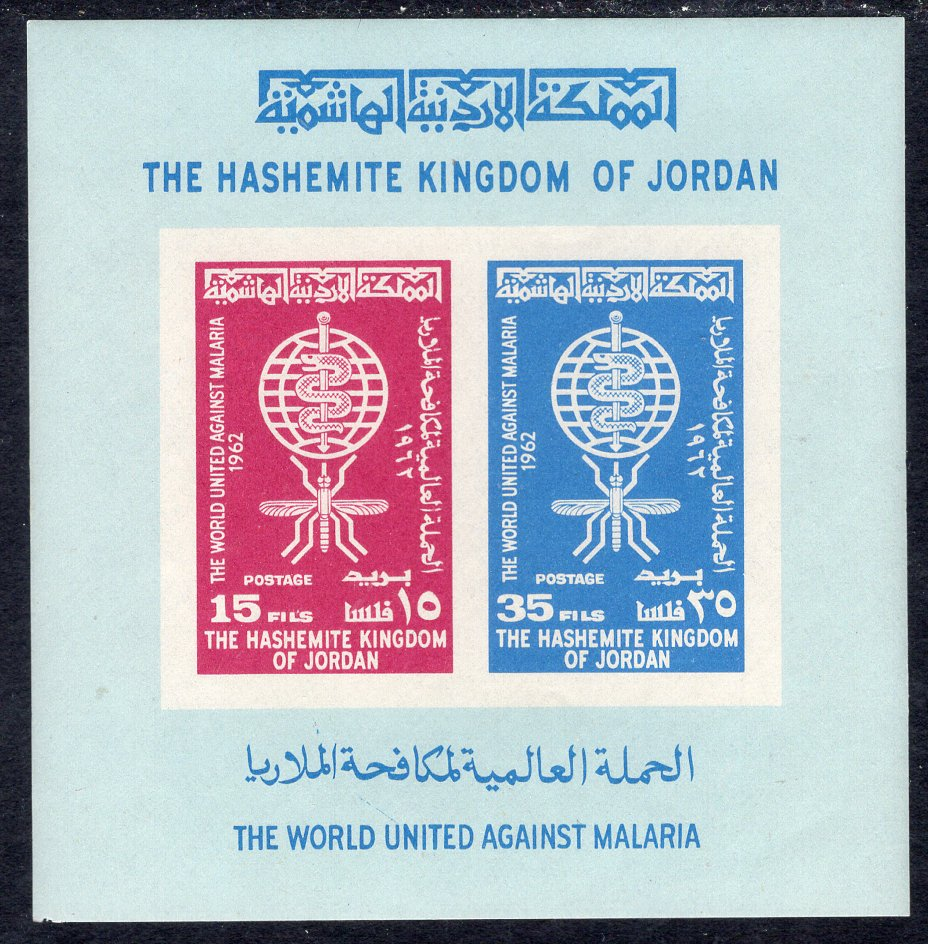 المملكة الاردنية الهاشمية
THE HASHEMITE KINGDOM OF JORDAN
المملكة الاردنية الهاشمية
THE WORLD UNITED AGAINST MALARIA
1962
الحملة العالمية لمكافحة الملاريا
١٩٦٢
POSTAGE بريد
15 FILS ١٥ فلسا
THE HASHEMITE KINGDOM
OF JORDAN
المملكة الاردنية الهاشمية
THE WORLD UNITED AGAINST MALARIA
1962
الحملة العالمية لمكافحة الملاريا
١٩٦٢
POSTAGE بريد
35 FILS ٣٥ فلسا
THE HASHEMITE KINGDOM
OF JORDAN
الحملة العالمية لمكافحة الملاريا
THE WORLD UNITED AGAINST MALARIA